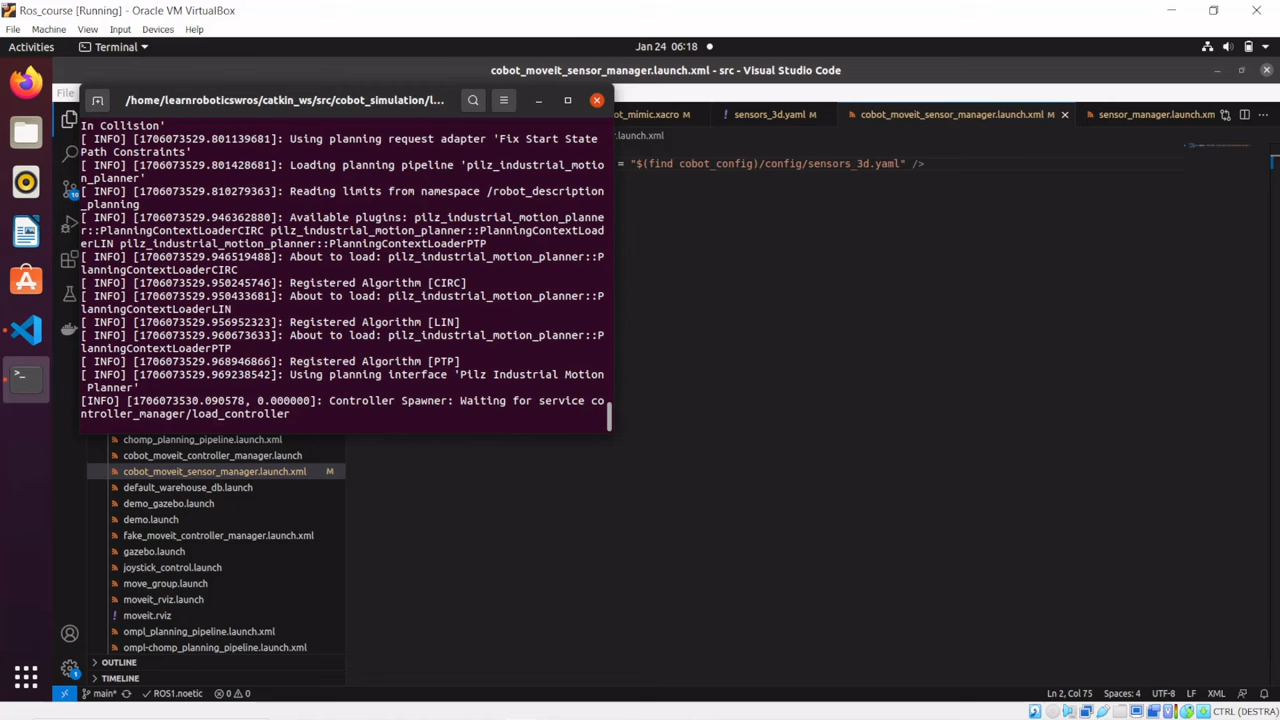 Ros_course [Running] - Oracle VM VirtualBox
File Machine View Input Devices Help
Activities Terminal Jan 24 06:18
cobot_moveit_sensor_manager.launch.xml - src - Visual Studio Code
File
/home/learnroboticswros/catkin_ws/src/cobot_simulation/l...
ot_mimic.xacro M sensors_3d.yaml M cobot_moveit_sensor_manager.launch.xml M sensor_manager.launch.xm
.launch.xml
= "$(find cobot_config)/config/sensors_3d.yaml" />
In Collision'
[ INFO] [1706073529.801139681]: Using planning request adapter 'Fix Start State
Path Constraints'
[ INFO] [1706073529.801428681]: Loading planning pipeline 'pilz_industrial_motio
n_planner'
[ INFO] [1706073529.810279363]: Reading limits from namespace /robot_description
_planning
[ INFO] [1706073529.946362880]: Available plugins: pilz_industrial_motion_planne
r::PlanningContextLoaderCIRC pilz_industrial_motion_planner::PlanningContextLoad
erLIN pilz_industrial_motion_planner::PlanningContextLoaderPTP
[ INFO] [1706073529.946519488]: About to load: pilz_industrial_motion_planner::P
lanningContextLoaderCIRC
[ INFO] [1706073529.950245746]: Registered Algorithm [CIRC]
[ INFO] [1706073529.950433681]: About to load: pilz_industrial_motion_planner::P
lanningContextLoaderLIN
[ INFO] [1706073529.956952323]: Registered Algorithm [LIN]
[ INFO] [1706073529.960673633]: About to load: pilz_industrial_motion_planner::P
lanningContextLoaderPTP
[ INFO] [1706073529.968946866]: Registered Algorithm [PTP]
[ INFO] [1706073529.969238542]: Using planning interface 'Pilz Industrial Motion
Planner'
[INFO] [1706073530.090578, 0.000000]: Controller Spawner: Waiting for service co
ntroller_manager/load_controller
chomp_planning_pipeline.launch.xml
cobot_moveit_controller_manager.launch
cobot_moveit_sensor_manager.launch.xml M
default_warehouse_db.launch
demo_gazebo.launch
demo.launch
fake_moveit_controller_manager.launch.xml
gazebo.launch
joystick_control.launch
move_group.launch
moveit_rviz.launch
moveit.rviz
ompl_planning_pipeline.launch.xml
ompl-chomp_planning_pipeline.launch.xml
OUTLINE
TIMELINE
main* ROS1.noetic 0 0 Ln 2, Col 75 Spaces: 4 UTF-8 LF XML
CTRL (DESTRA)